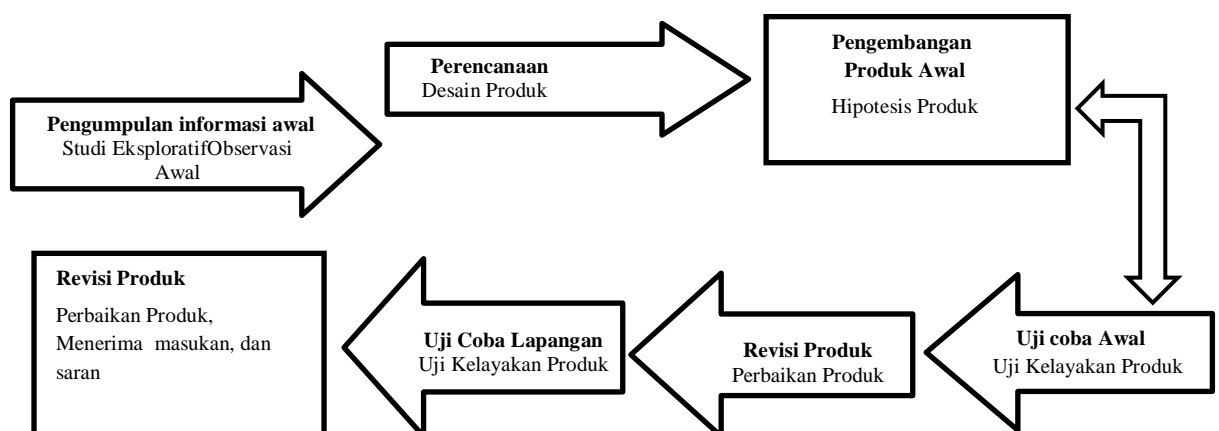 Pengumpulan informasi awal
Studi EksploratifObservasi
Awal
Perencanaan
Desain Produk
Pengembangan
Produk Awal
Hipotesis Produk
Uji coba Awal
Uji Kelayakan Produk
Revisi Produk
Perbaikan Produk
Uji Coba Lapangan
Uji Kelayakan Produk
Revisi Produk
Perbaikan Produk,
Menerima masukan, dan
saran